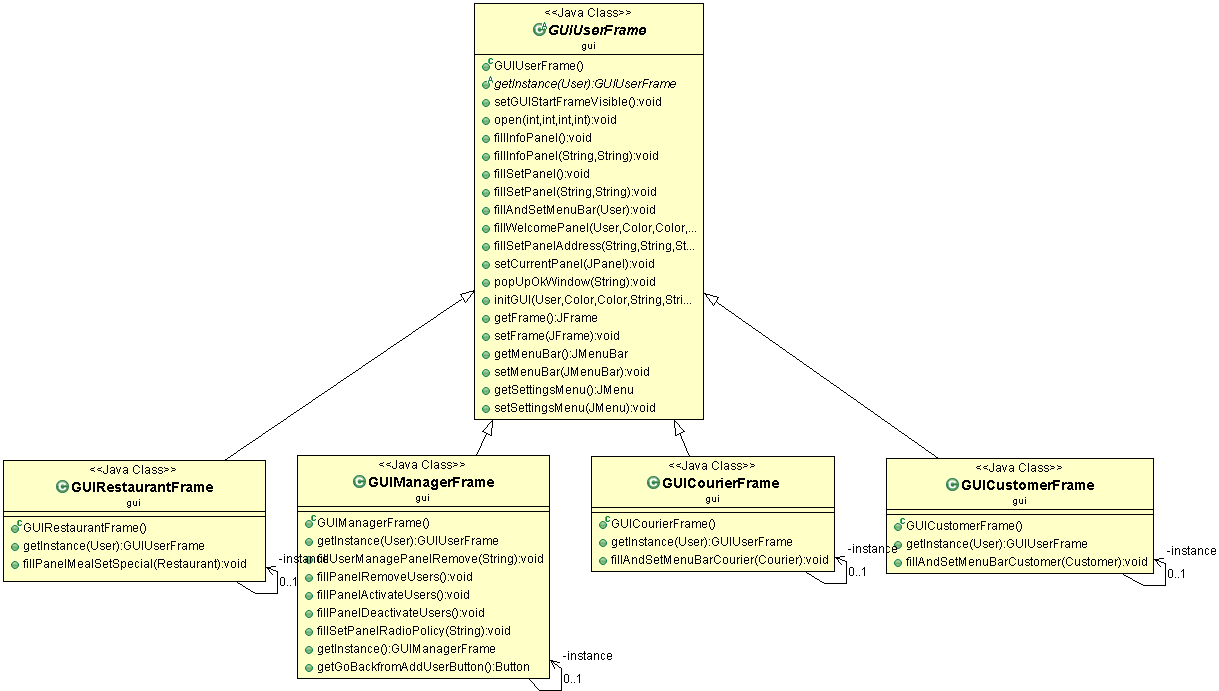 <<Java Class>>
GUIUserFrame
gui
GUIUserFrame()
getInstance(User):GUIUserFrame
setGUIStartFrameVisible():void
open(int,int,int,int):void
fillInfoPanel():void
fillInfoPanel(String,String):void
fillSetPanel():void
fillSetPanel(String,String):void
fillAndSetMenuBar(User):void
fillWelcomePanel(User,Color,Color,...
fillSetPanelAddress(String,String,St...
setCurrentPanel(JPanel):void
popUpOkWindow(String):void
initGUI(User,Color,Color,String,Stri...
getFrame():JFrame
setFrame(JFrame):void
getMenuBar():JMenuBar
setMenuBar(JMenuBar):void
getSettingsMenu():JMenu
setSettingsMenu(JMenu):void
<<Java Class>>
GUIRestaurantFrame
gui
GUIRestaurantFrame()
getInstance(User):GUIUserFrame
fillPanelMealSetSpecial(Restaurant):void
-instance
0..1
<<Java Class>>
GUIManagerFrame
gui
GUIManagerFrame()
getInstance(User):GUIUserFrame
fillUserManagePanelRemove(String):void
fillPanelRemoveUsers():void
fillPanelActivateUsers():void
fillPanelDeactivateUsers():void
fillSetPanelRadioPolicy(String):void
getInstance():GUIManagerFrame
getGoBackfromAddUserButton():Button
-instance
0..1
<<Java Class>>
GUICourierFrame
gui
GUICourierFrame()
getInstance(User):GUIUserFrame
fillAndSetMenuBarCourier(Courier):void
-instance
0..1
<<Java Class>>
GUICustomerFrame
gui
GUICustomerFrame()
getInstance(User):GUIUserFrame
fillAndSetMenuBarCustomer(Customer):void
-instance
0..1